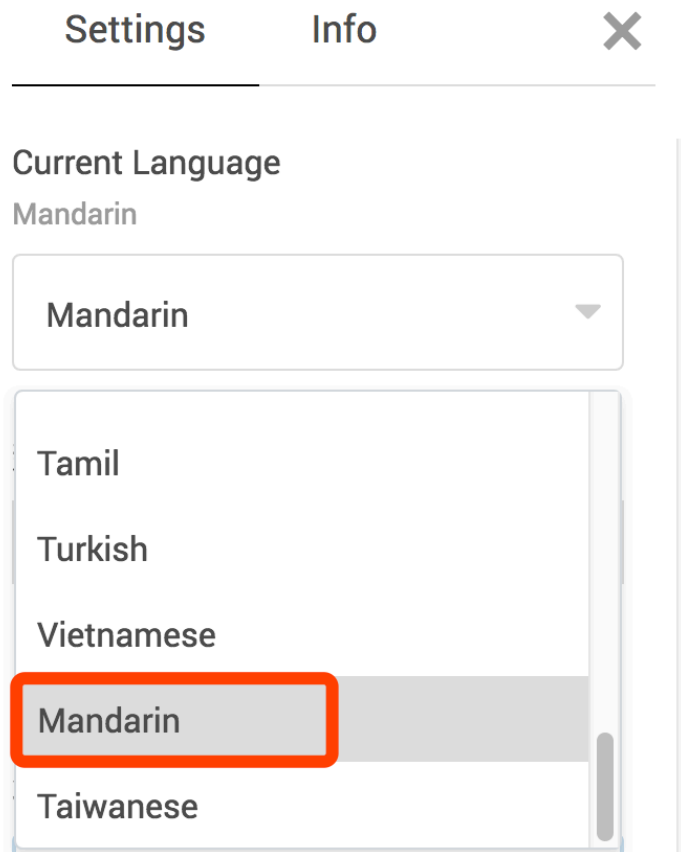 Settings Info
Current Language
Mandarin
Mandarin
Tamil
Turkish
Vietnamese
Mandarin
Taiwanese